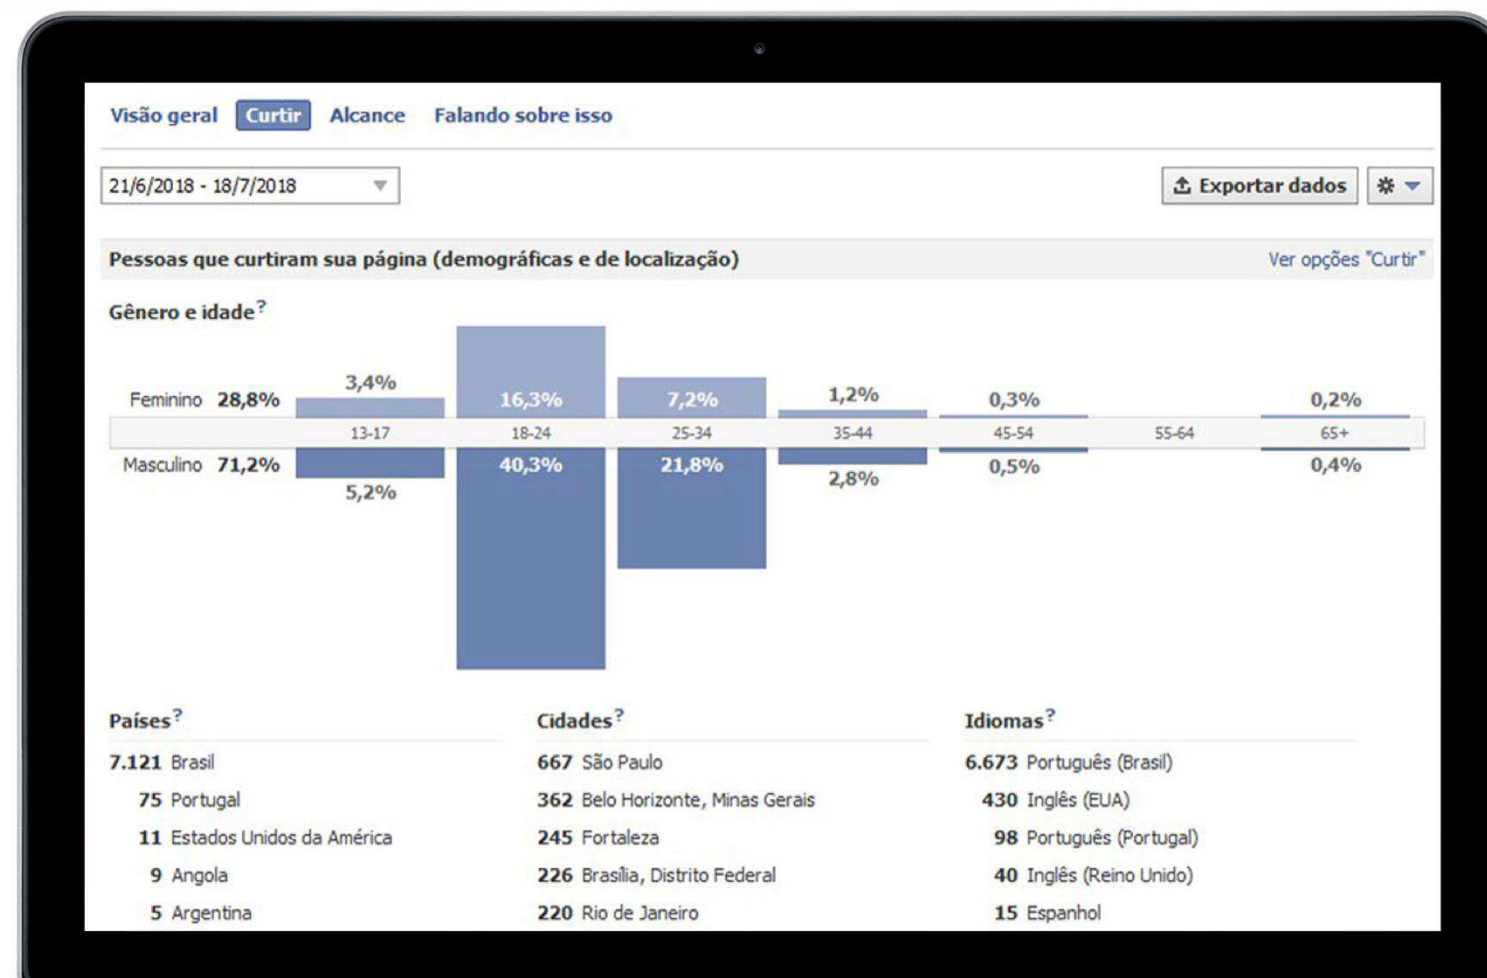 Visão geral Curtir Alcance Falando sobre isso
21/6/2018 - 18/7/2018 Exportar dados
Pessoas que curtiram sua página (demográficas e de localização) Ver opções "Curtir"
Gênero e idade?
3,4% 16,3% 7,2% 1,2% 0,3% 0,2%
Feminino 28,8%
13-17 18-24 25-34 35-44 45-54 55-64 65+
Masculino 71,2%
5,2% 40,3% 21,8% 2,8% 0,5% 0,4%
Países? Cidades? Idiomas?
7.121 Brasil 667 São Paulo 6.673 Português (Brasil)
75 Portugal 362 Belo Horizonte, Minas Gerais 430 Inglês (EUA)
11 Estados Unidos da América 245 Fortaleza 98 Português (Portugal)
9 Angola 226 Brasília, Distrito Federal 40 Inglês (Reino Unido)
5 Argentina 220 Rio de Janeiro 15 Espanhol